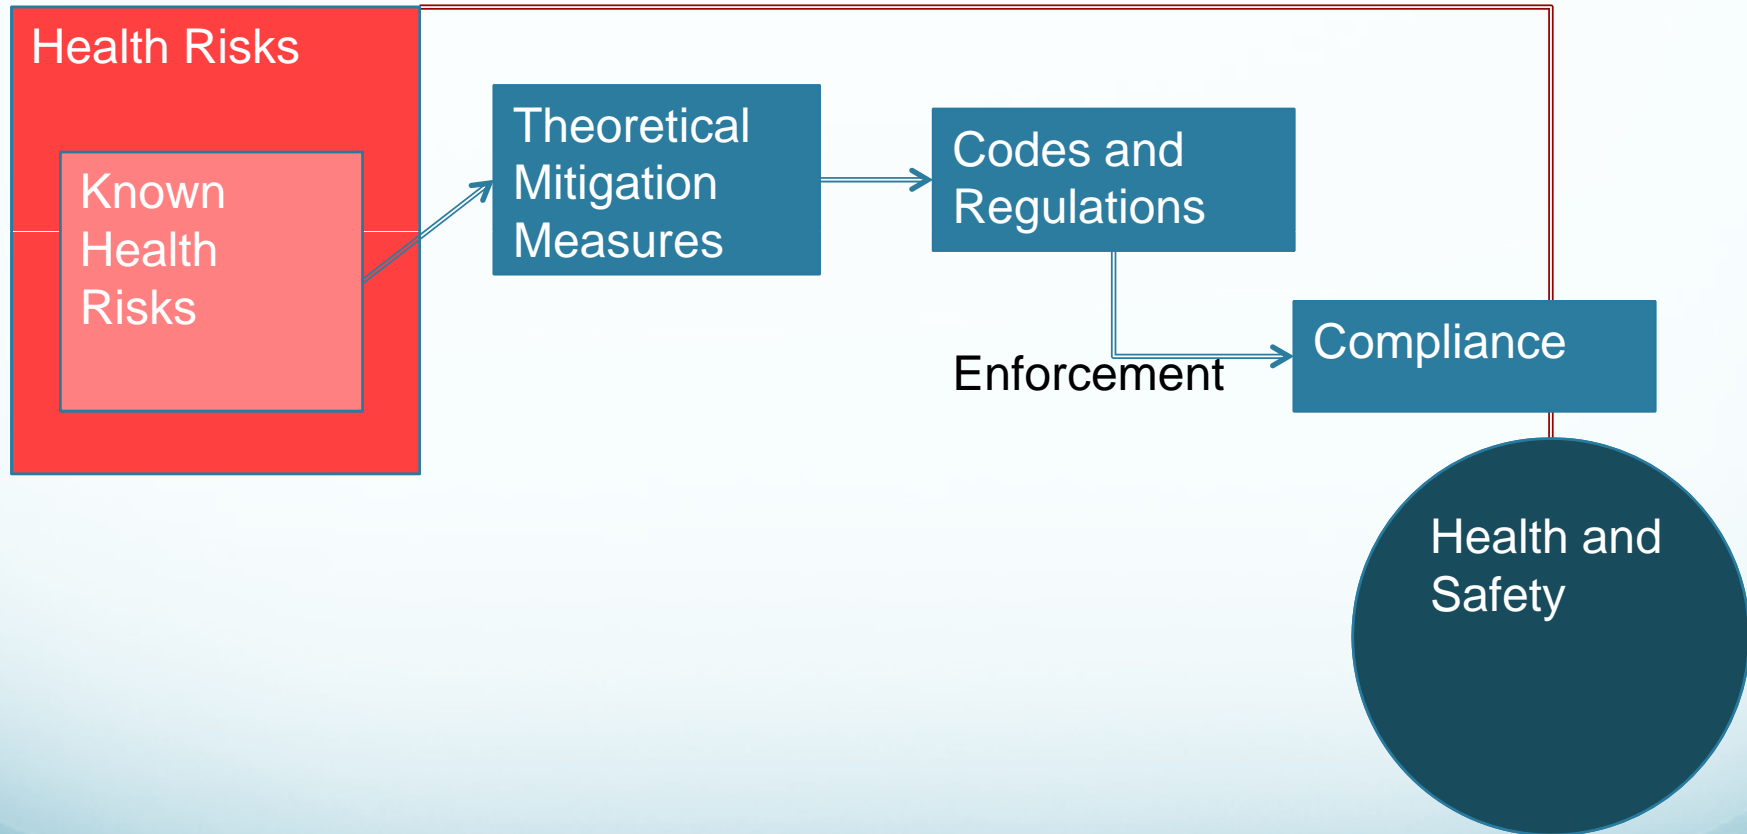 Health Risks
Known
Health
Risks
Theoretical
Mitigation
Measures
Codes and
Regulations
Enforcement
Compliance
Health and
Safety